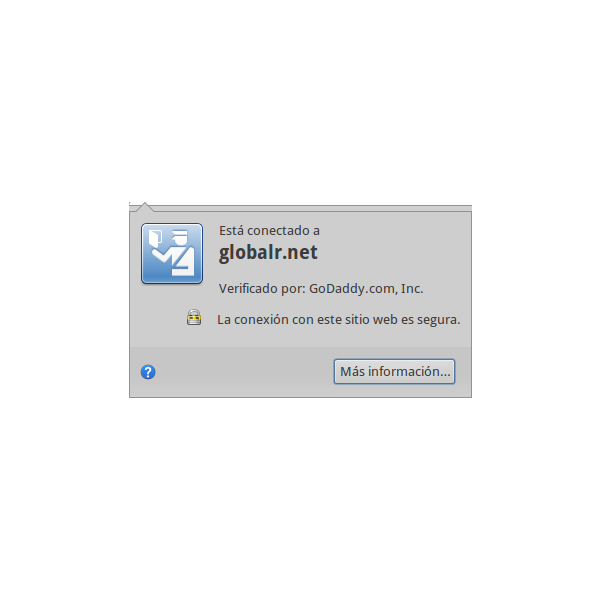 Está conectado a
globalr.net
Verificado por: GoDaddy.com, Inc.
La conexión con este sitio web es segura.
?
Más información...